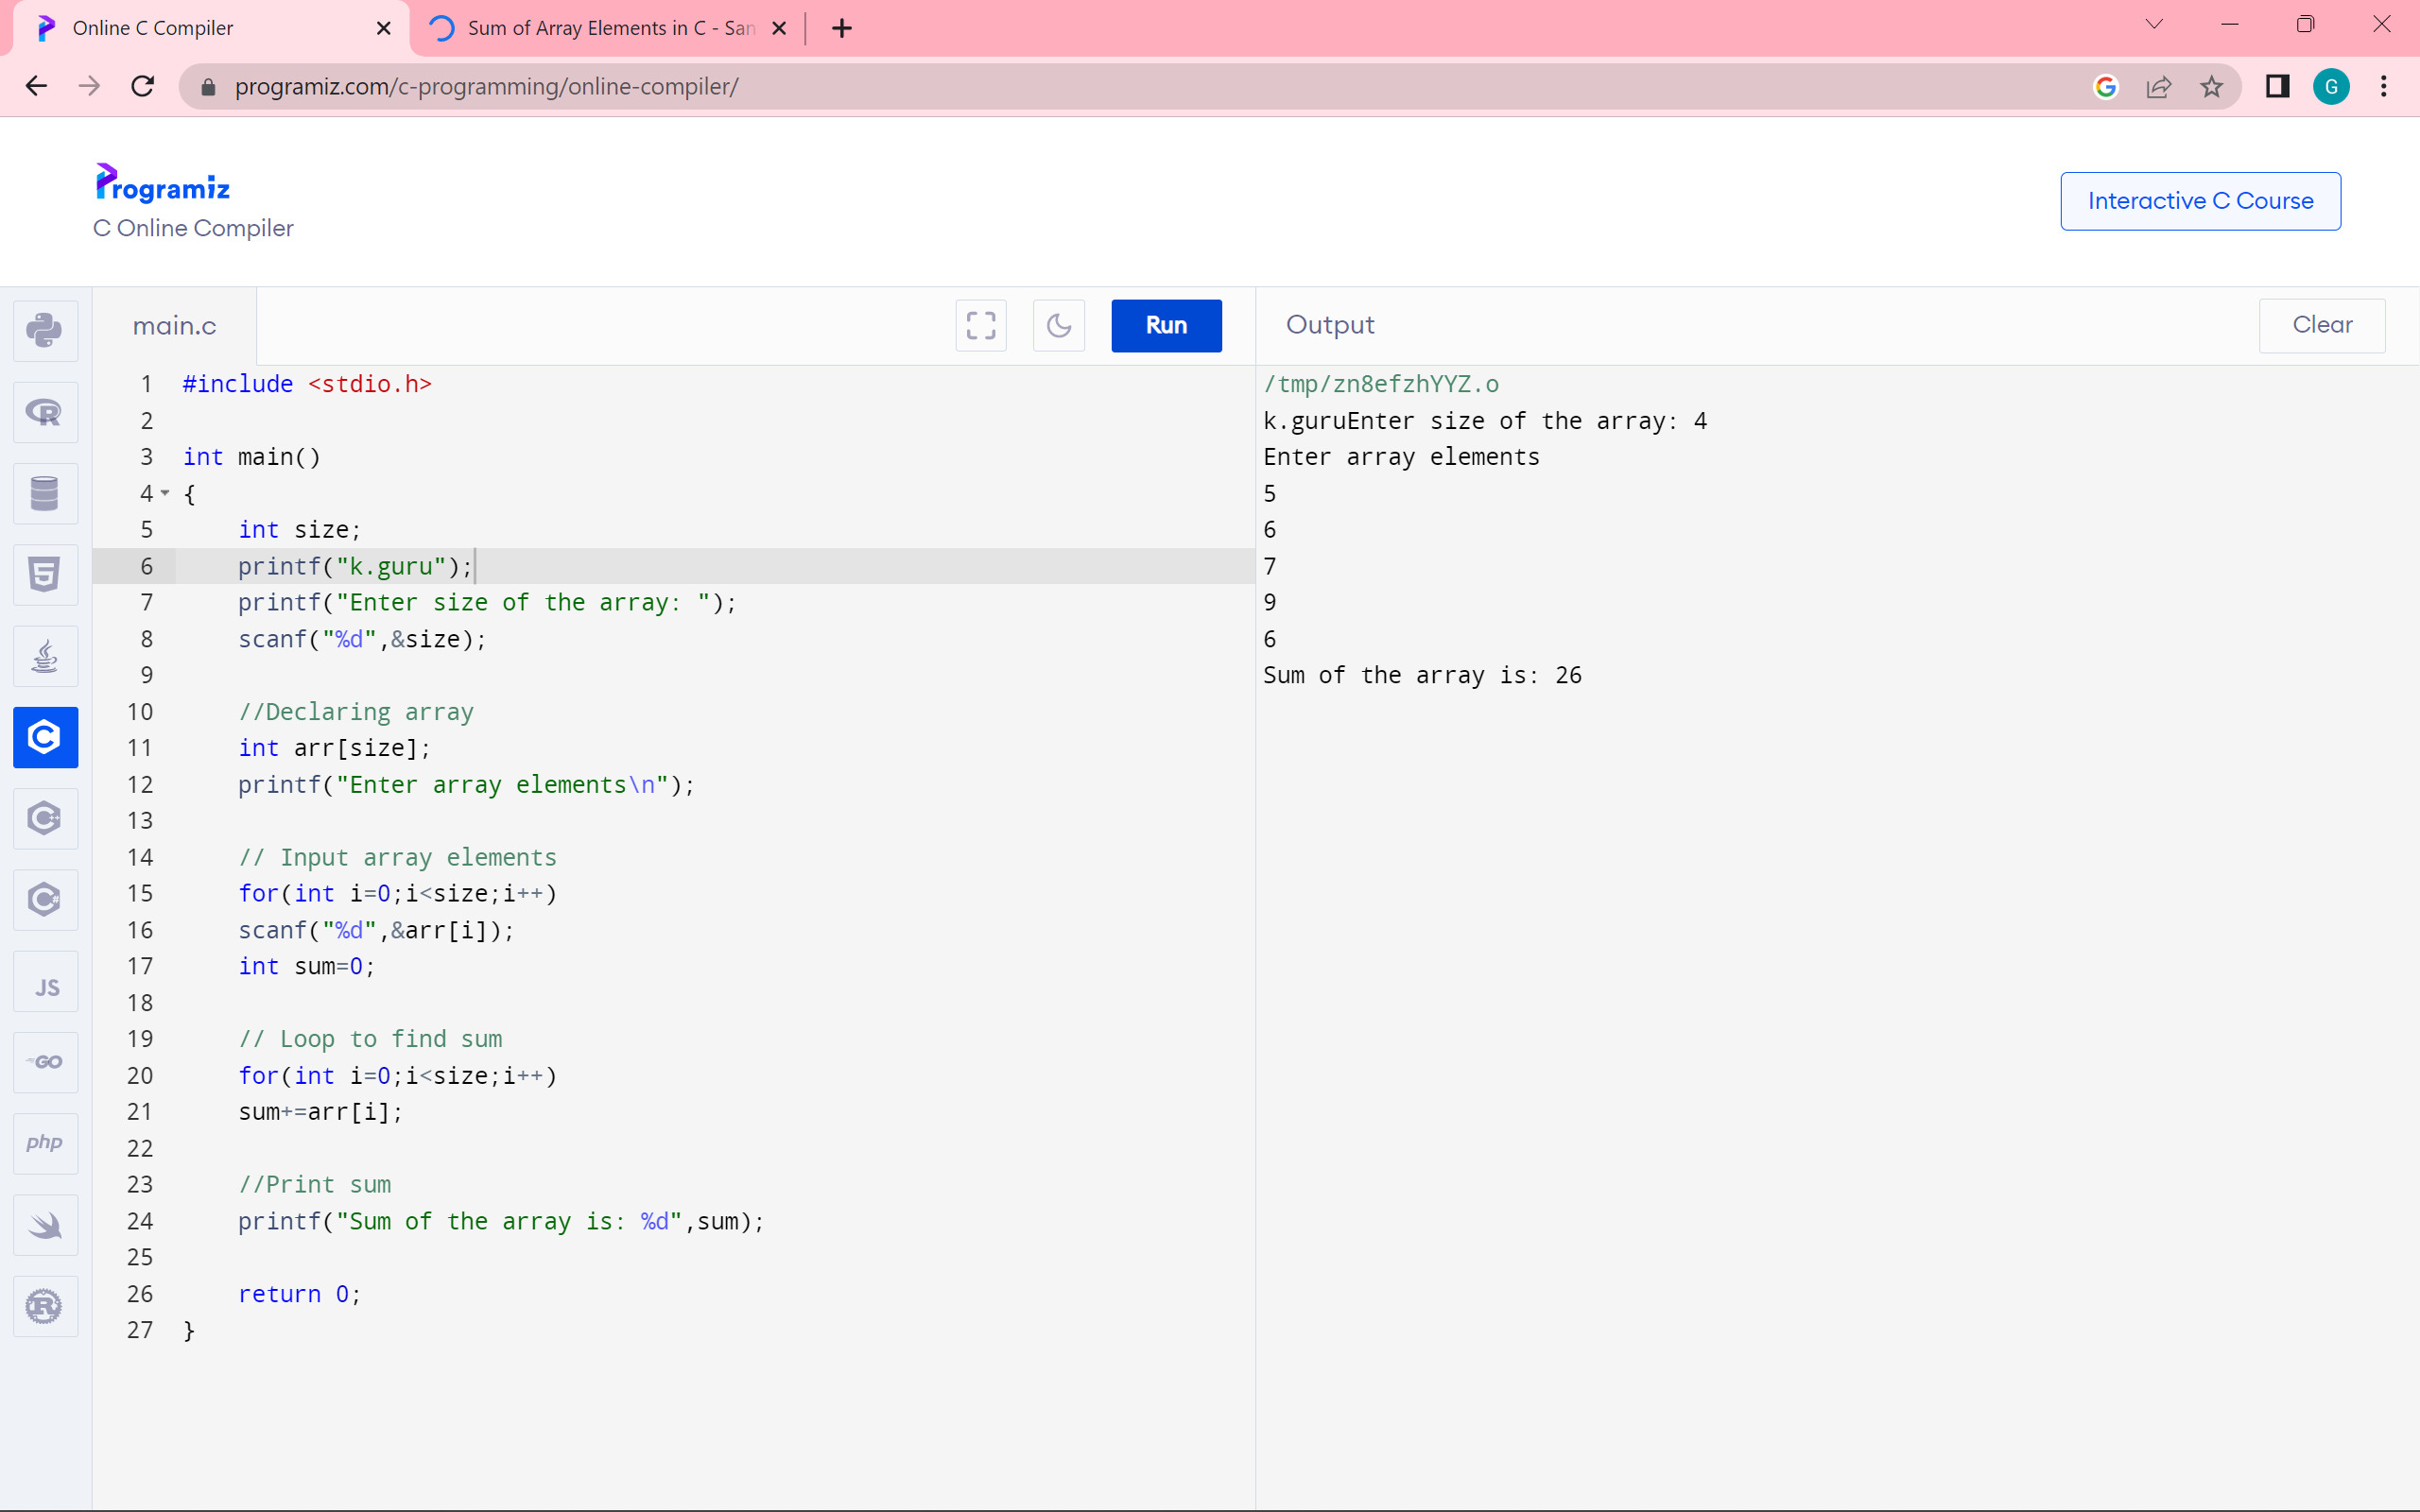 Online C Compiler
Sum of Array Elements in C - San
programiz.com/c-programming/online-compiler/
G
Programiz
C Online Compiler
Interactive C Course
main.c
Run
Output
Clear
1 #include <stdio.h>
2
3 int main()
4 {
5 int size;
6 printf("k.guru");
7 printf("Enter size of the array: ");
8 scanf("%d",&size);
9
10 //Declaring array
11 int arr[size];
12 printf("Enter array elements\n");
13
14 // Input array elements
15 for(int i=0;i<size;i++)
16 scanf("%d",&arr[i]);
17 int sum=0;
18
19 // Loop to find sum
20 for(int i=0;i<size;i++)
21 sum+=arr[i];
22
23 //Print sum
24 printf("Sum of the array is: %d",sum);
25
26 return 0;
27 }
/tmp/zn8efzhYYZ.o
k.guruEnter size of the array: 4
Enter array elements
5
6
7
9
6
Sum of the array is: 26
R
5
C
C++
C#
JS
GO
php
R